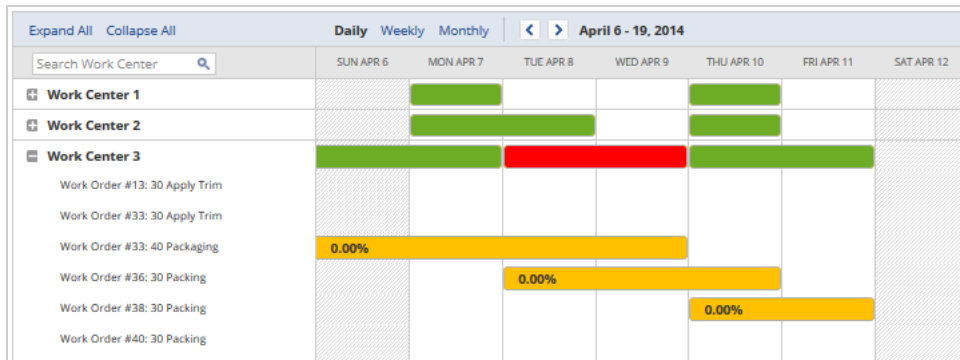 Expand All Collapse All Daily Weekly Monthly April 6 - 19, 2014
Search Work Center SUN APR 6 MON APR 7 TUE APR 8 WED APR 9 THU APR 10 FRI APR 11 SAT APR 12
Work Center 1
Work Center 2
Work Center 3
Work Order #13: 30 Apply Trim
Work Order #33: 30 Apply Trim
Work Order #33: 40 Packaging 0.00%
Work Order #36: 30 Packing 0.00%
Work Order #38: 30 Packing 0.00%
Work Order #40: 30 Packing